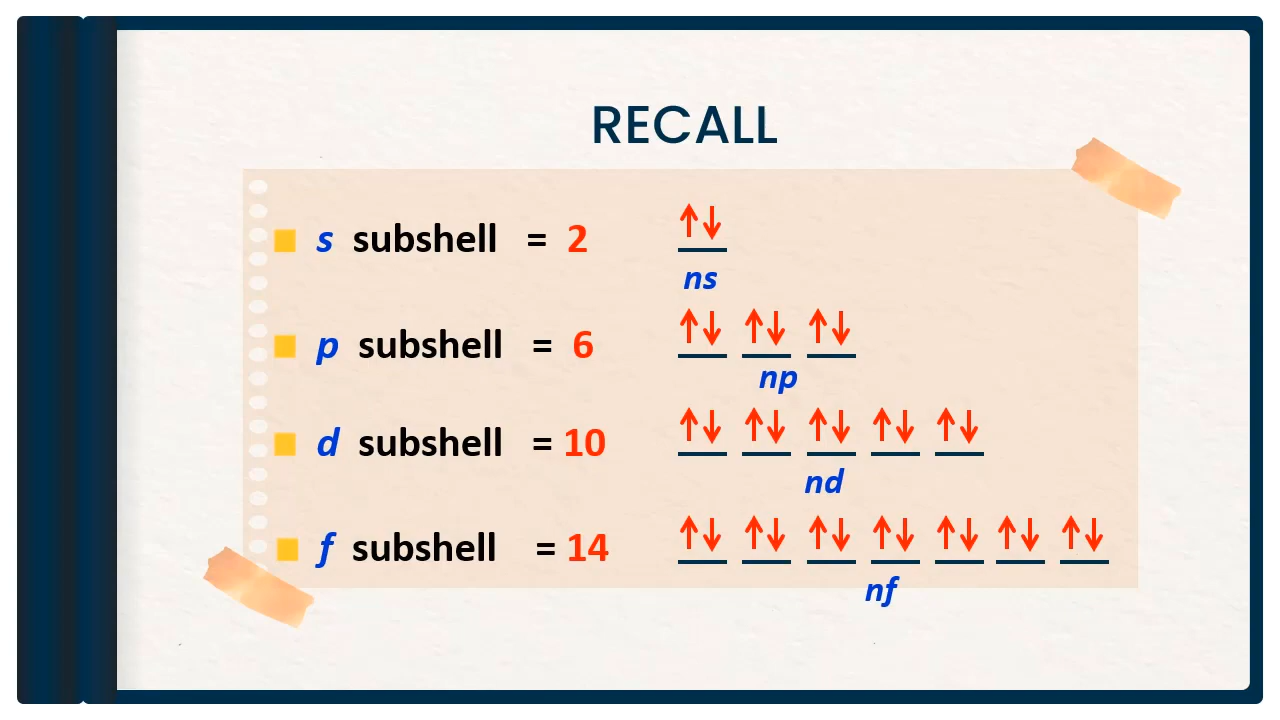 RECALL
s subshell = 2
ns
p subshell = 6
np
d subshell = 10
nd
f subshell = 14
nf